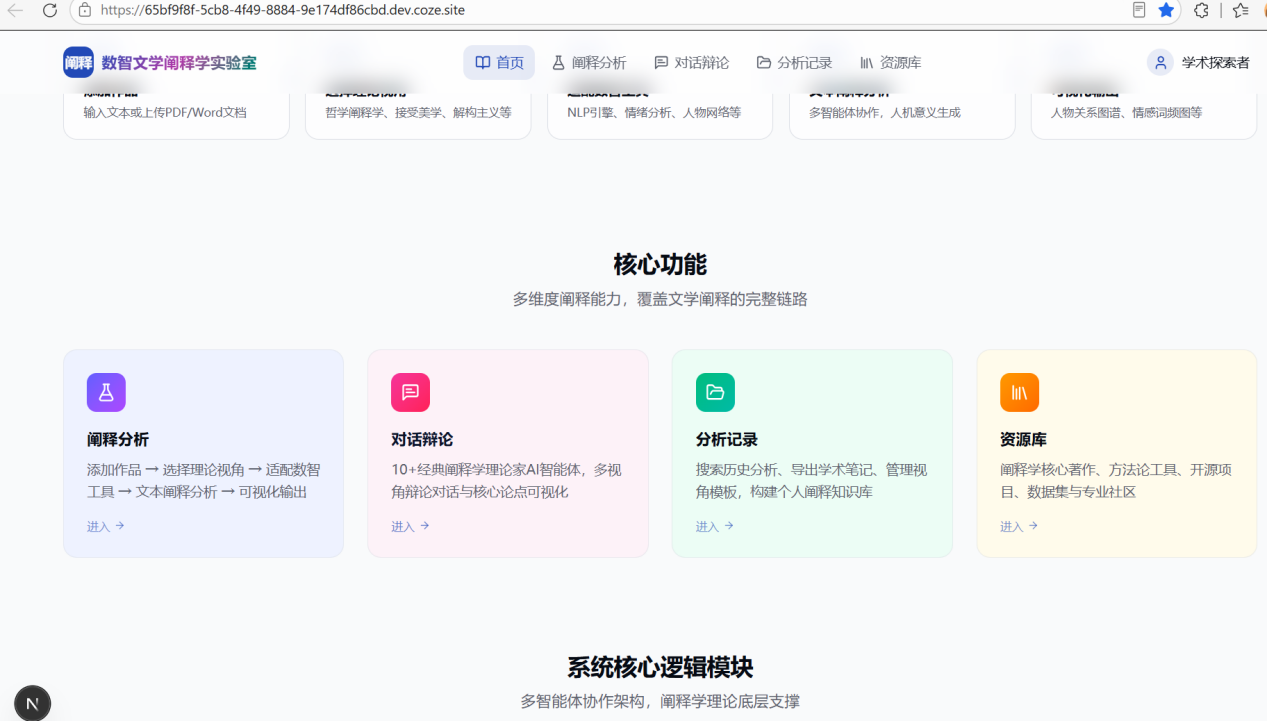 https://65bf9f8f-5cb8-4f49-8884-9e174df86cbd.dev.coze.site
阐释 数智文学阐释学实验室 首页 阐释分析 对话辩论 分析记录 资源库 学术探索者
输入文本或上传PDF/Word文档 哲学阐释学、接受美学、解构主义等 NLP引擎、情绪分析、人物网络等 多智能体协作，人机意义生成 人物关系图谱、情感词频图等
核心功能
多维度阐释能力，覆盖文学阐释的完整链路
阐释分析
添加作品 → 选择理论视角 → 适配数智
工具 → 文本阐释分析 → 可视化输出
进入 →
对话辩论
10+经典阐释学理论家AI智能体，多视
角辩论对话与核心论点可视化
进入 →
分析记录
搜索历史分析、导出学术笔记、管理视
角模板，构建个人阐释知识库
进入 →
资源库
阐释学核心著作、方法论工具、开源项
目、数据集与专业社区
进入 →
系统核心逻辑模块
多智能体协作架构，阐释学理论底层支撑
N